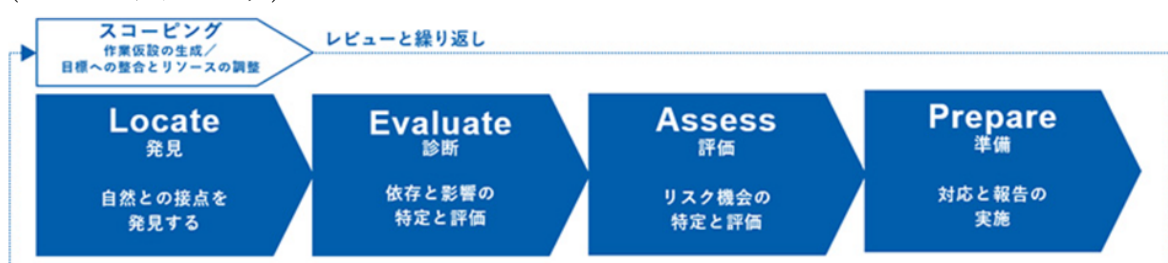 スコーピング
作業仮設の生成／
目標への整合とリソースの調整
レビューと繰り返し
Locate
発見
自然との接点を
発見する
Evaluate
診断
依存と影響の
特定と評価
Assess
評価
リスク機会の
特定と評価
Prepare
準備
対応と報告の
実施